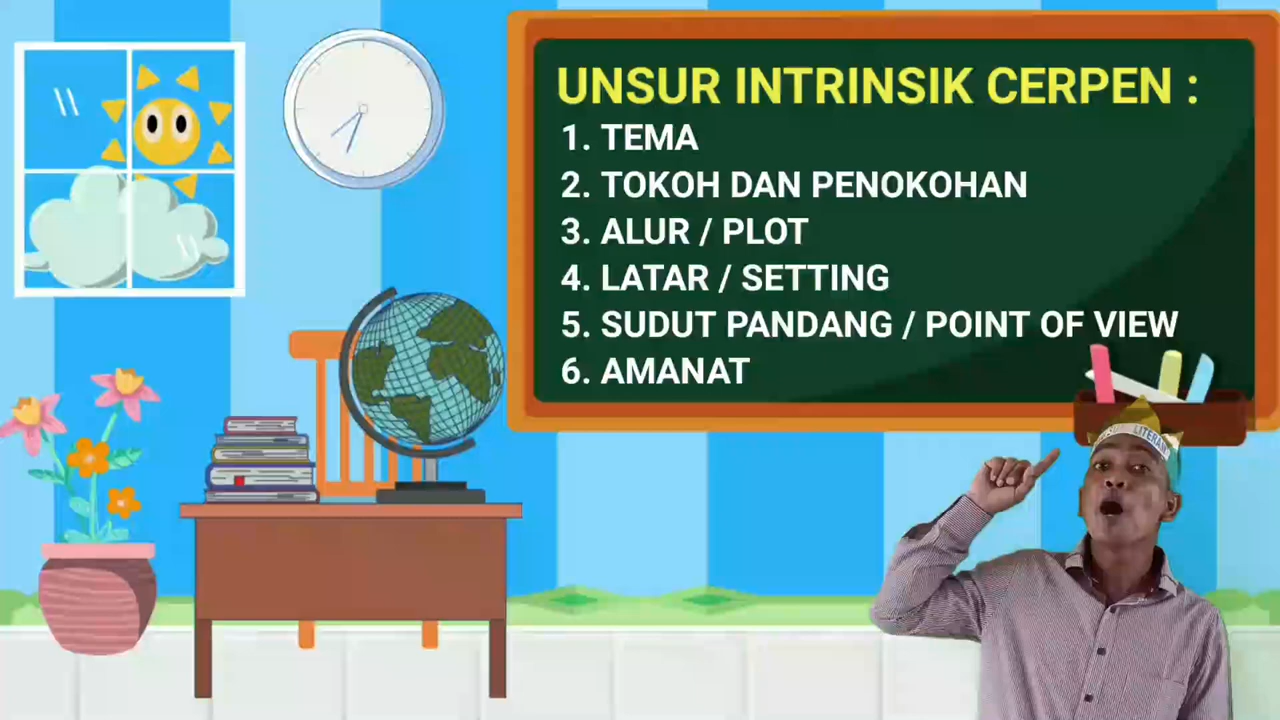 UNSUR INTRINSIK CERPEN :
1. TEMA
2. TOKOH DAN PENOKOHAN
3. ALUR / PLOT
4. LATAR / SETTING
5. SUDUT PANDANG / POINT OF VIEW
6. AMANAT